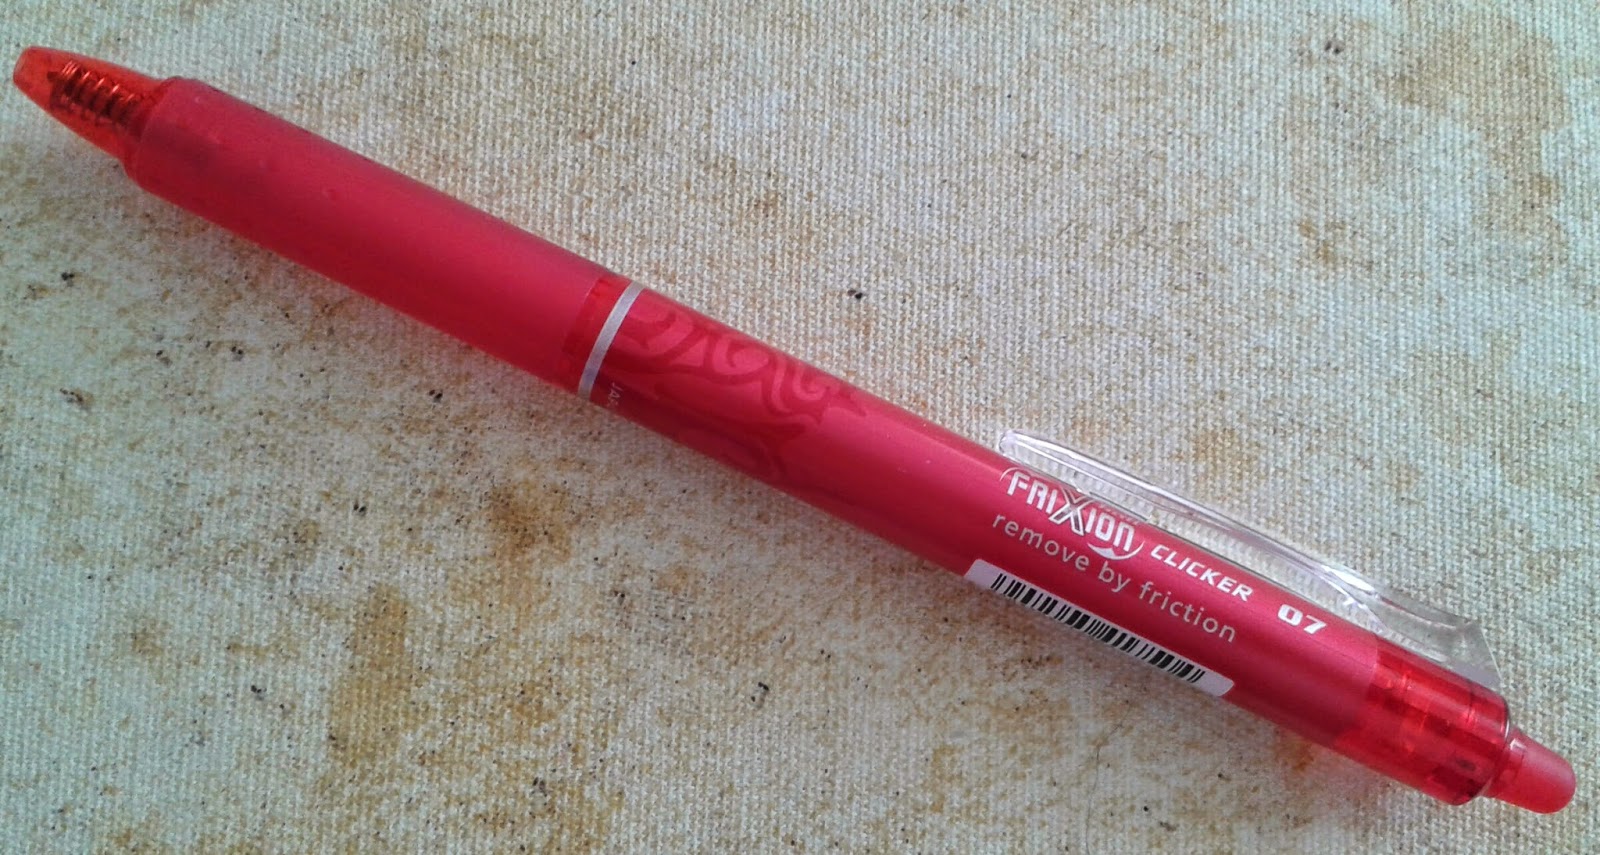 FRIXION CLICKER 07
remove by friction